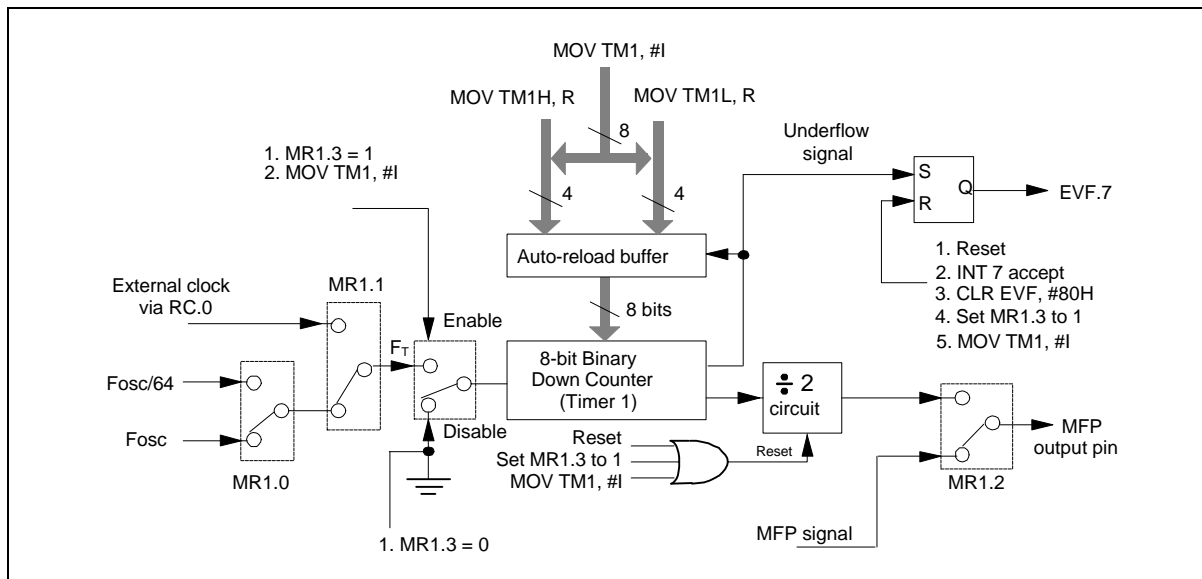 MOV TM1, #I
MOV TM1H, R
MOV TM1L, R
8
Underflow
signal
1. MR1.3 = 1
2. MOV TM1, #I
4
4
S
Q
R
EVF.7
Auto-reload buffer
1. Reset
2. INT 7 accept
3. CLR EVF, #80H
4. Set MR1.3 to 1
5. MOV TM1, #I
External clock
via RC.0
MR1.1
8 bits
Enable
FT
8-bit Binary
Down Counter
(Timer 1)
÷ 2
circuit
Fosc/64
Fosc
Disable
MFP
output pin
Reset
Set MR1.3 to 1
MOV TM1, #I
Reset
MR1.0
MR1.2
1. MR1.3 = 0
MFP signal